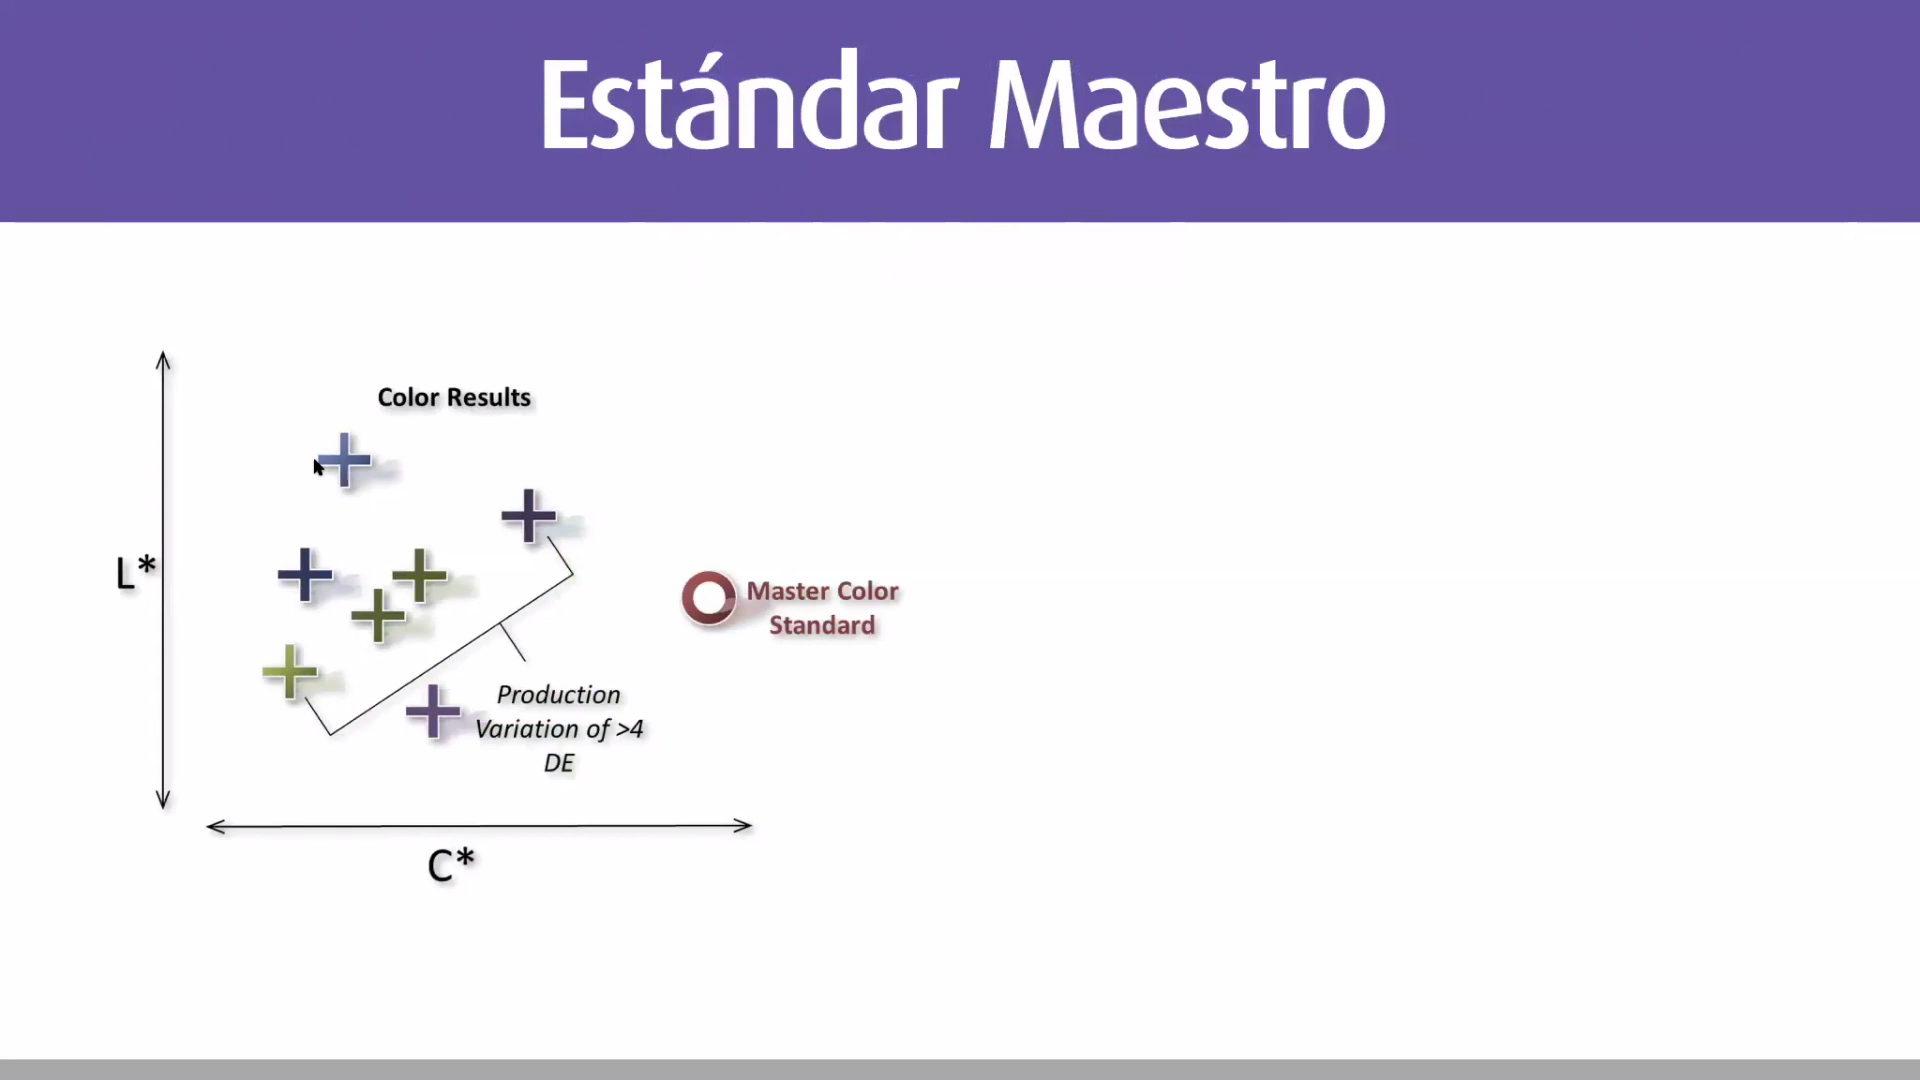 Estándar Maestro
Color Results
L*
Master Color
Standard
Production
Variation of >4
DE
C*